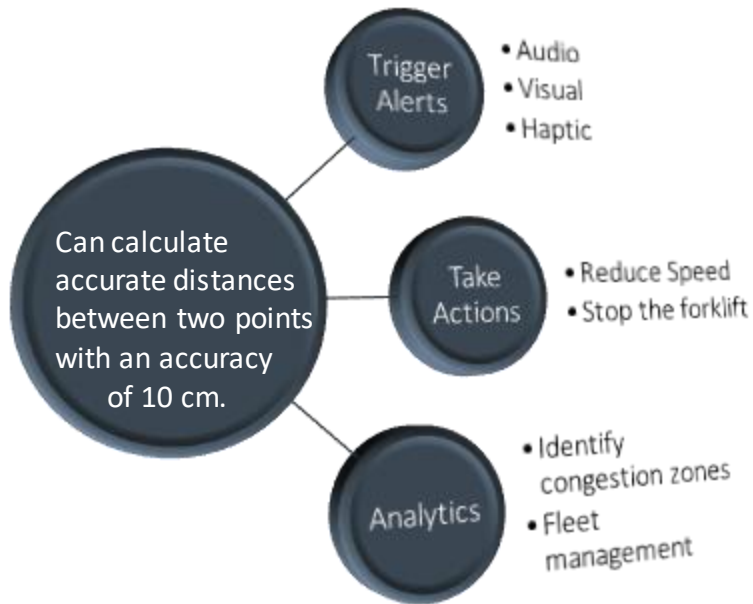 Trigger
Alerts
• Audio
• Visual
• Haptic
Can calculate
accurate distances
between two points
with an accuracy
of 10 cm.
Take
Actions
• Reduce Speed
• Stop the forklift
Analytics
• Identify
congestion zones
• Fleet
management